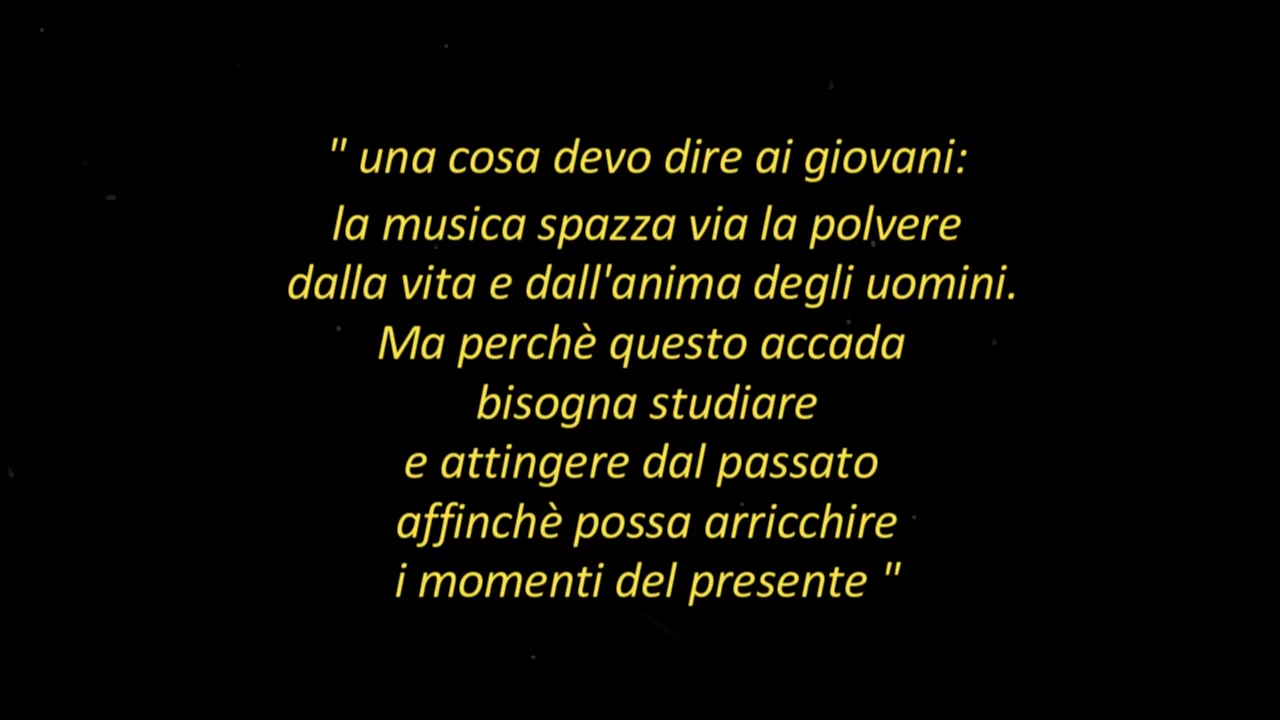 " una cosa devo dire ai giovani:
la musica spazza via la polvere
dalla vita e dall'anima degli uomini.
Ma perchè questo accada
bisogna studiare
e attingere dal passato
affinchè possa arricchire
i momenti del presente "